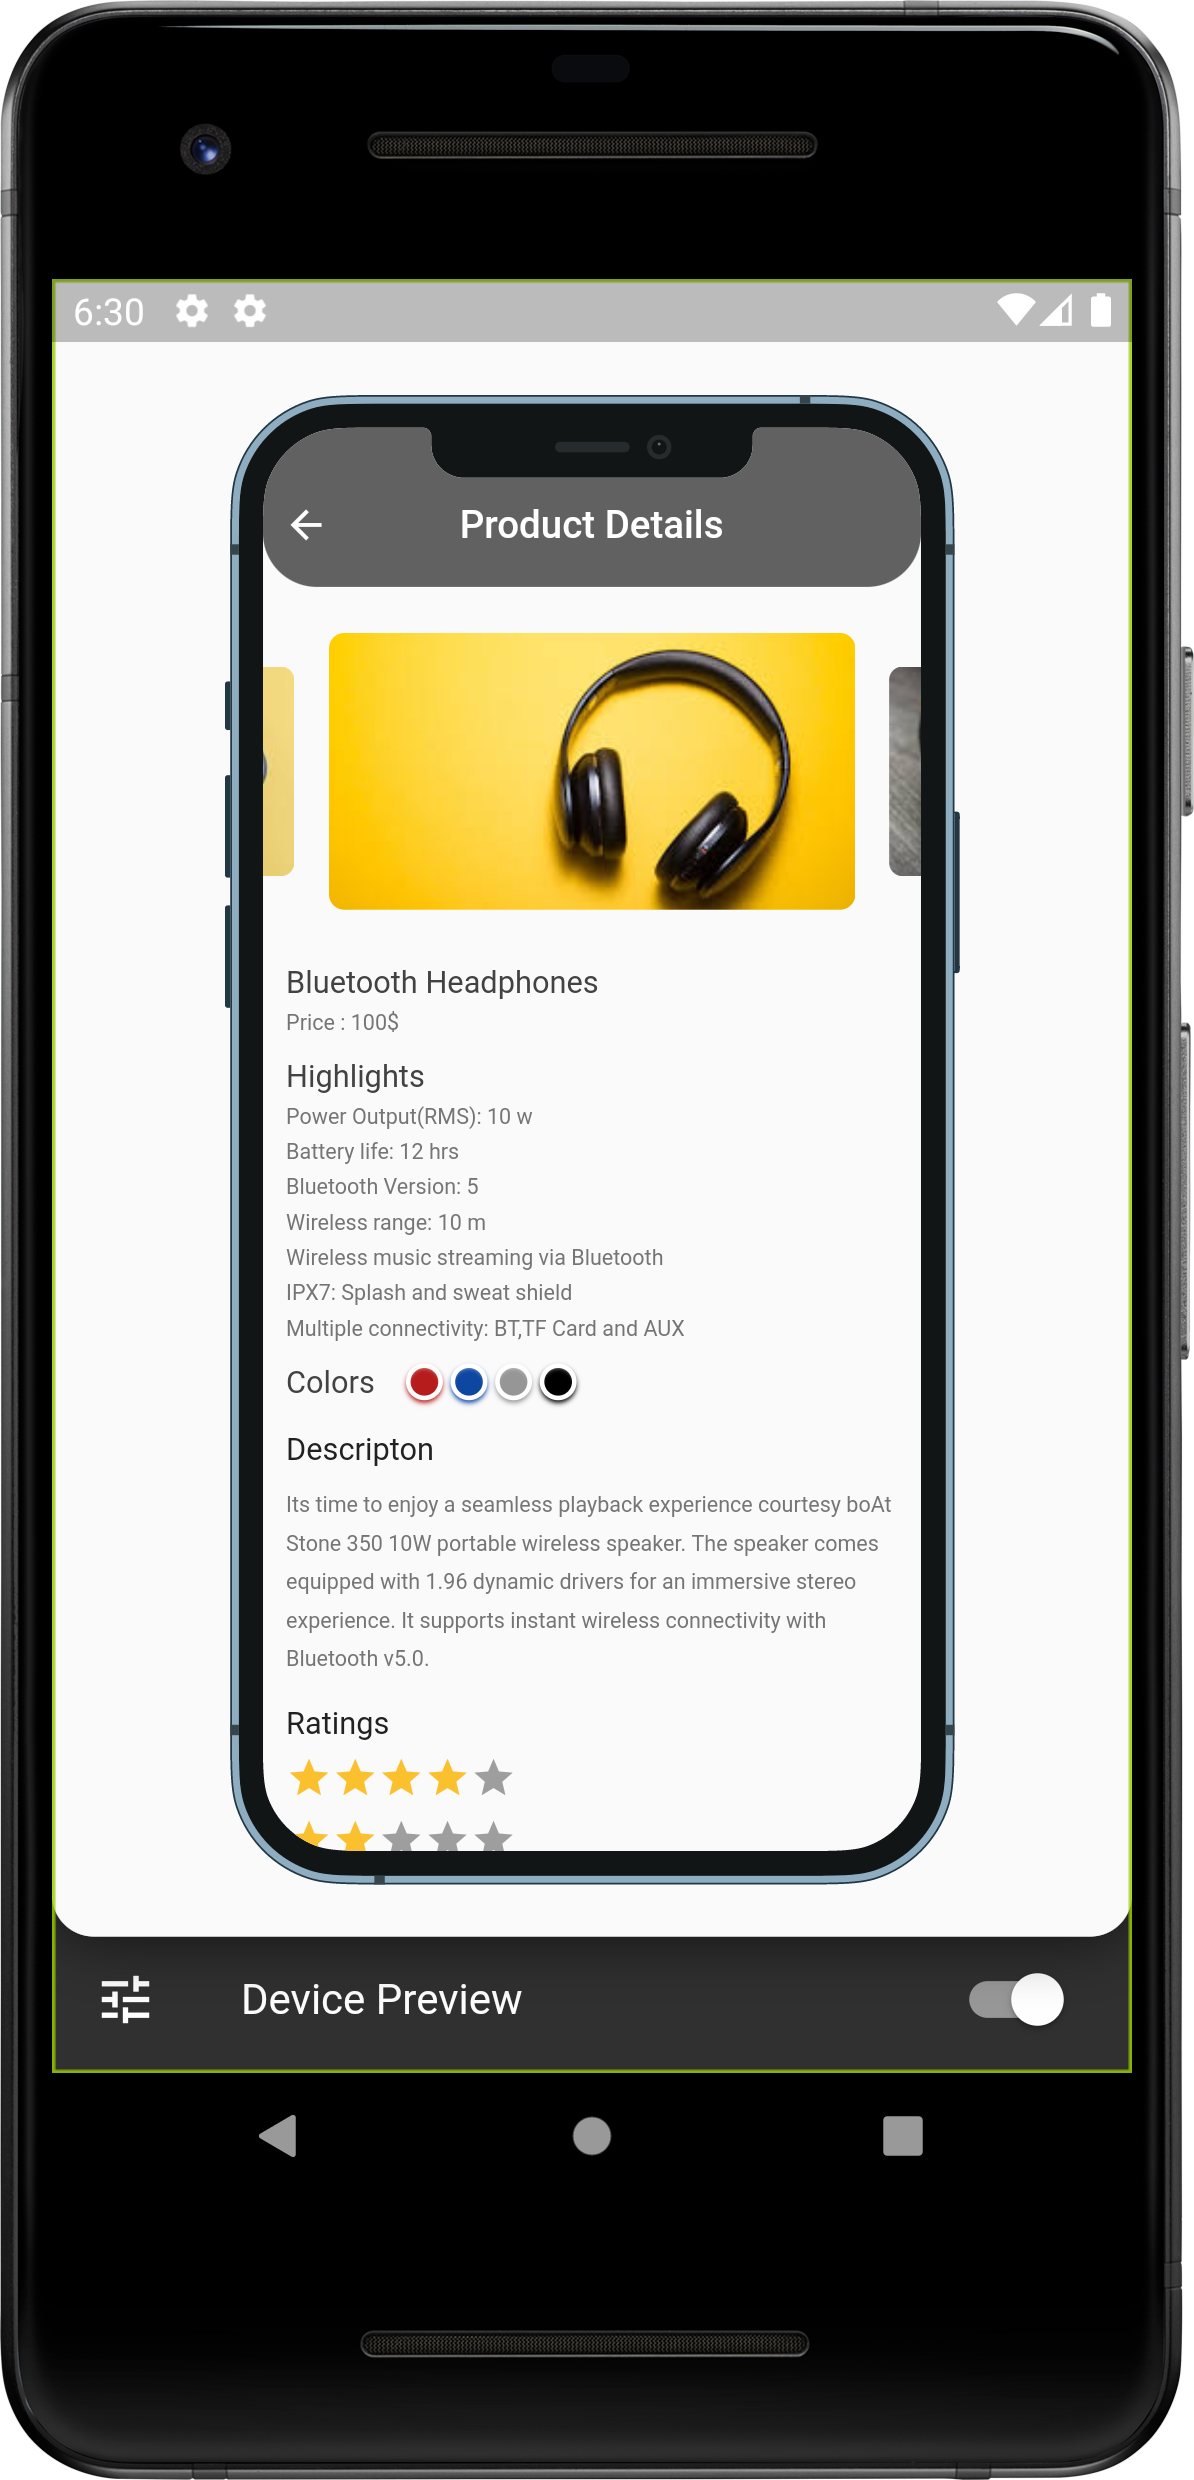 6:30
Product Details
Bluetooth Headphones
Price : 100$
Highlights
Power Output(RMS): 10 w
Battery life: 12 hrs
Bluetooth Version: 5
Wireless range: 10 m
Wireless music streaming via Bluetooth
IPX7: Splash and sweat shield
Multiple connectivity: BT,TF Card and AUX
Colors
Descripton
Its time to enjoy a seamless playback experience courtesy boAt
Stone 350 10W portable wireless speaker. The speaker comes
equipped with 1.96 dynamic drivers for an immersive stereo
experience. It supports instant wireless connectivity with
Bluetooth v5.0.
Ratings
Device Preview